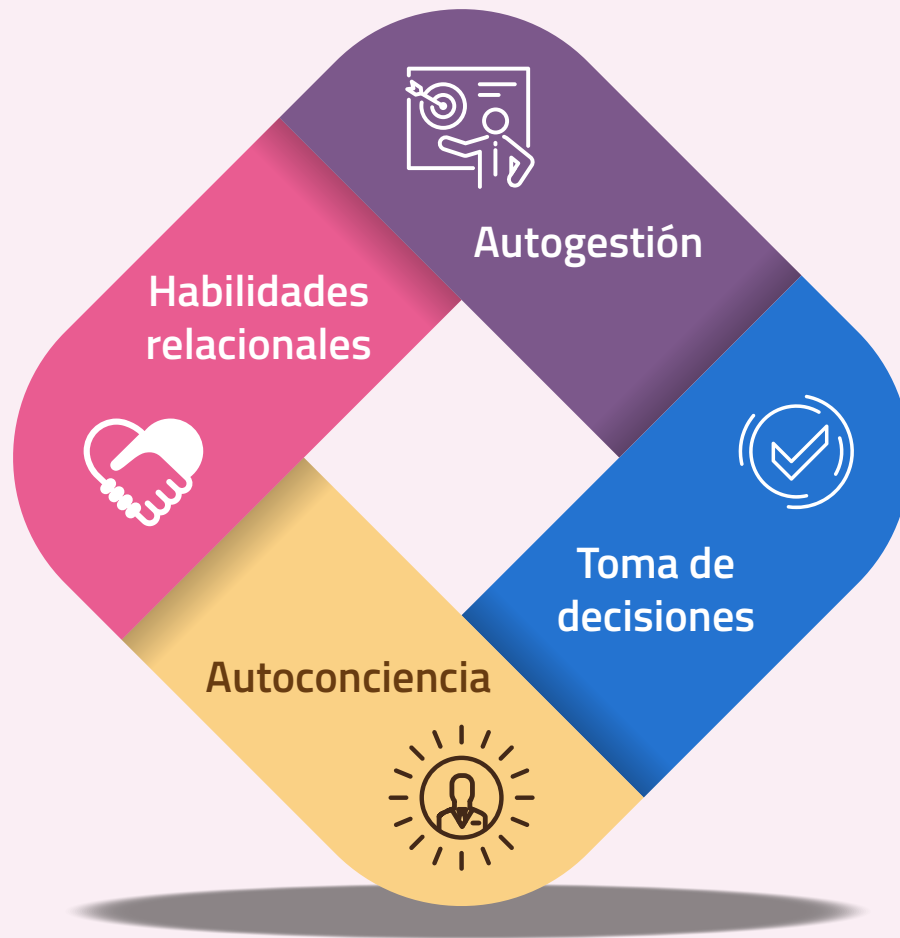 Autogestión
Habilidades
relacionales
Toma de
decisiones
Autoconciencia